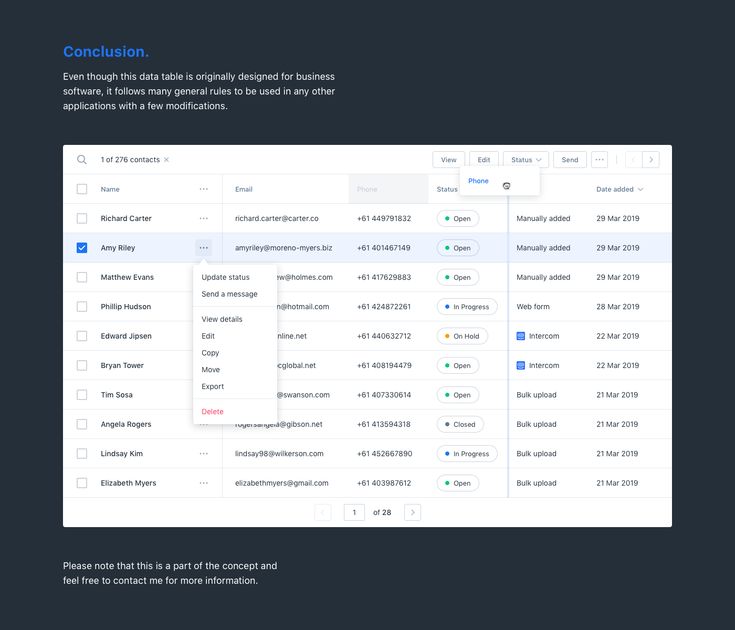 Conclusion.
Even though this data table is originally designed for business
software, it follows many general rules to be used in any other
applications with a few modifications.
1 of 276 contacts × View Edit Status Send ···
Name ··· Email Phone Status Date added
Phone
Richard Carter ··· richard.carter@carter.co +61 449791832 Open Manually added 29 Mar 2019
Amy Riley ··· amyriley@moreno-myers.biz +61 401467149 Open Manually added 29 Mar 2019
Matthew Evans ew@holmes.com +61 417629883 Open Manually added 29 Mar 2019
Phillip Hudson n@hotmail.com +61 424872261 In Progress Web form 28 Mar 2019
Edward Jipsen nline.net +61 440632712 On Hold Intercom 22 Mar 2019
Bryan Tower cglobal.net +61 408194479 Open Intercom 22 Mar 2019
Tim Sosa @swanson.com +61 407330614 Open Bulk upload 21 Mar 2019
Angela Rogers ··· rogersangela@gibson.net +61 413594318 Closed Bulk upload 21 Mar 2019
Lindsay Kim ··· lindsay98@wilkerson.com +61 452667890 In Progress Bulk upload 21 Mar 2019
Elizabeth Myers ··· elizabethmyers@gmail.com +61 403987612 Open Bulk upload 21 Mar 2019
Update status
Send a message
View details
Edit
Copy
Move
Export
Delete
1 of 28
Please note that this is a part of the concept and
feel free to contact me for more information.